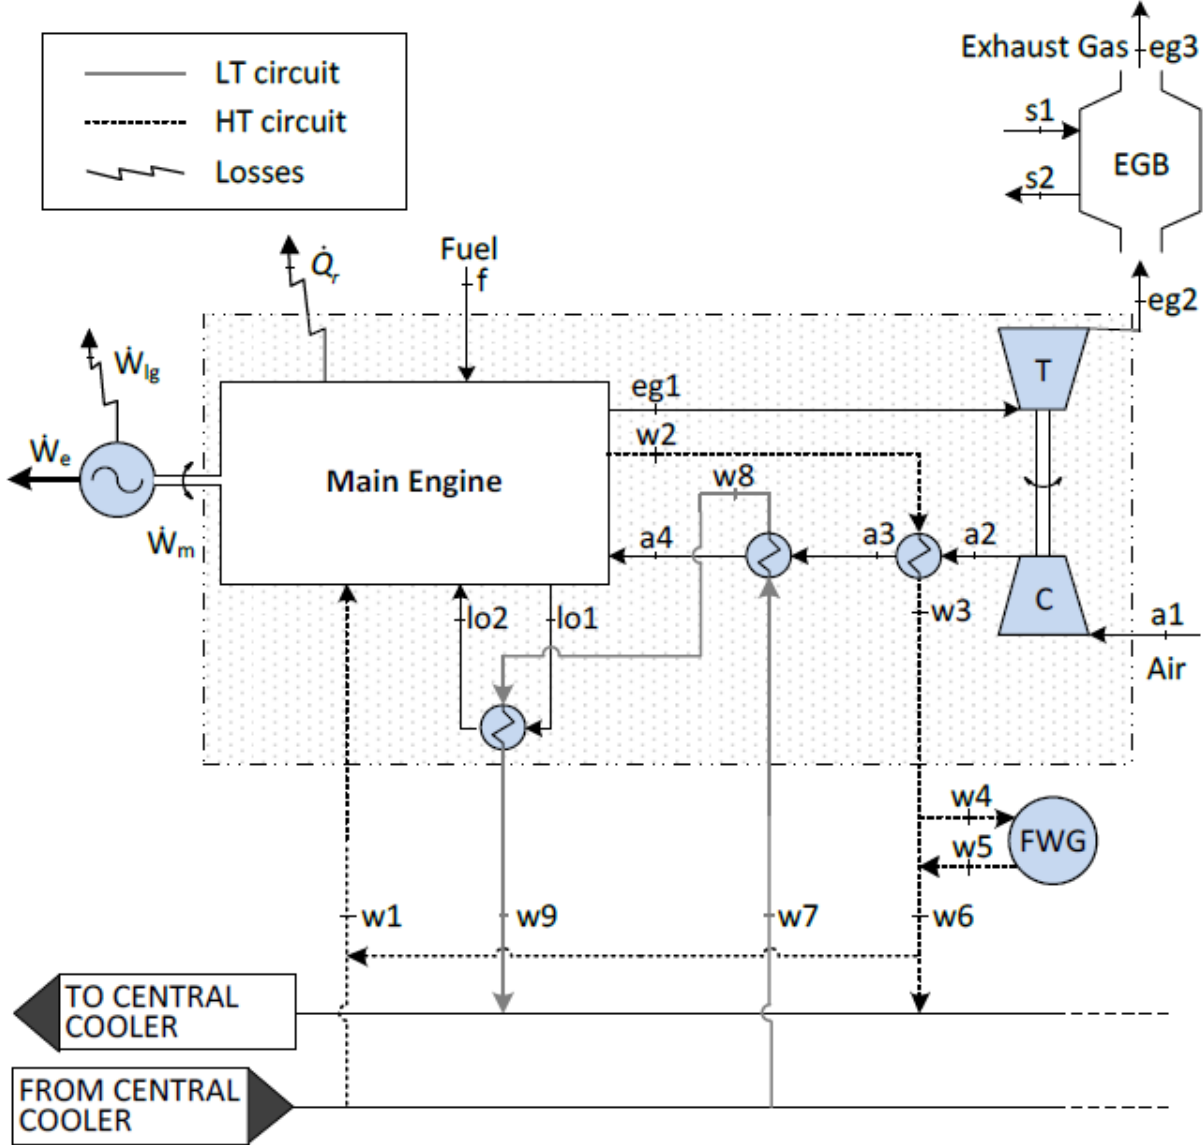 Exhaust Gas
eg3
LT circuit
HT circuit
Losses
s1
s2
EGB
Q̇r
Fuel
f
eg2
Ẇlg
T
eg1
w2
Ẇe
Main Engine
w8
Ẇm
a4
a3
a2
C
lo2
lo1
w3
a1
Air
w4
FWG
w5
w1
w9
w7
w6
TO CENTRAL
COOLER
FROM CENTRAL
COOLER